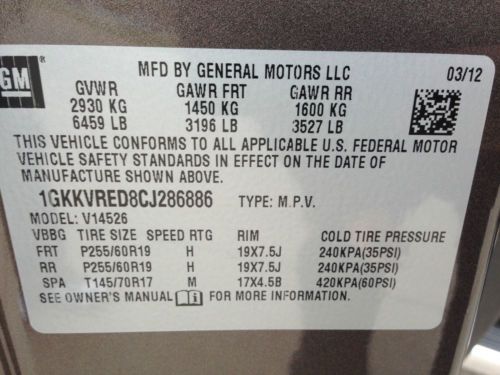 GM ®
MFD BY GENERAL MOTORS LLC 03/12
GVWR GAWR FRT GAWR RR
2930 KG 1450 KG 1600 KG
6459 LB 3196 LB 3527 LB
THIS VEHICLE CONFORMS TO ALL APPLICABLE U.S. FEDERAL MOTOR
VEHICLE SAFETY STANDARDS IN EFFECT ON THE DATE OF
MANUFACTURE SHOWN ABOVE.
1GKKVRED8CJ286886 TYPE: M.P.V.
MODEL: V14526
VBBG TIRE SIZE SPEED RTG RIM COLD TIRE PRESSURE
FRT P255/60R19 H 19X7.5J 240KPA(35PSI)
RR P255/60R19 H 19X7.5J 240KPA(35PSI)
SPA T145/70R17 M 17X4.5B 420KPA(60PSI)
SEE OWNER'S MANUAL FOR MORE INFORMATION.